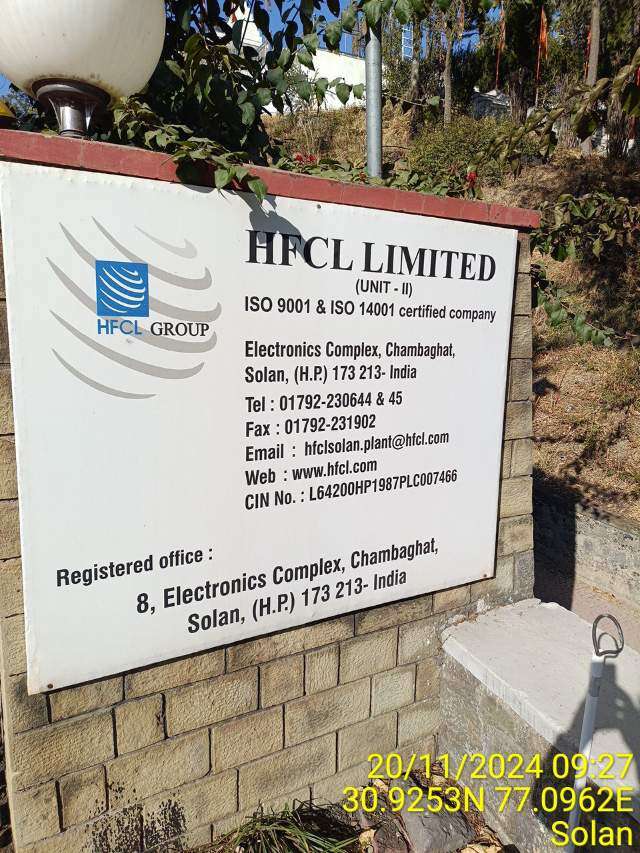 HFCL LIMITED
(UNIT - II)
ISO 9001 & ISO 14001 certified company
HFCL GROUP
Electronics Complex, Chambaghat,
Solan, (H.P.) 173 213- India
Tel : 01792-230644 & 45
Fax : 01792-231902
Email : hfclsolan.plant@hfcl.com
Web : www.hfcl.com
CIN No. : L64200HP1987PLC007466
Registered office :
8, Electronics Complex, Chambaghat,
Solan, (H.P.) 173 213- India
20/11/2024 09:27
30.9253N 77.0962E
Solan